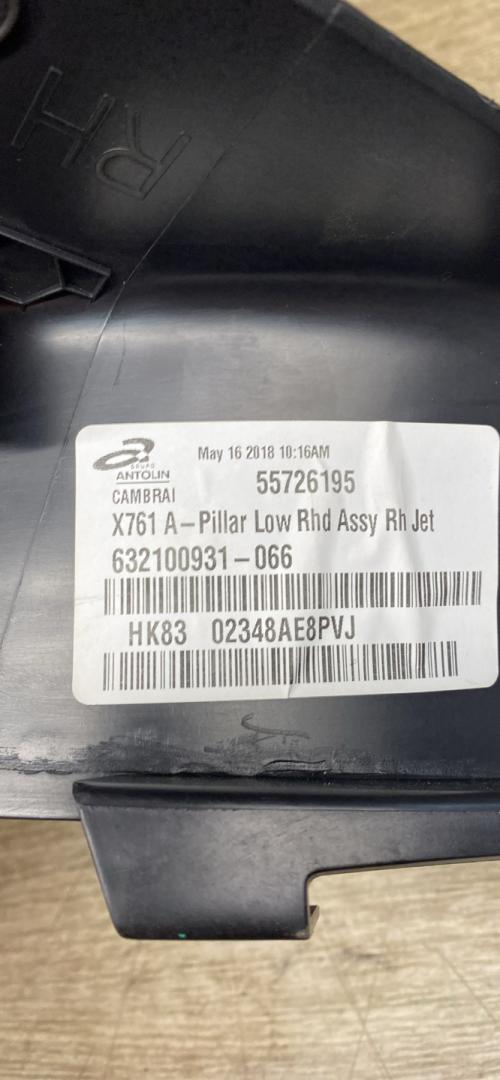 RH
GRUPO
ANTOLIN
May 16 2018 10:16AM
CAMBRAI
55726195
X761 A-Pillar Low Rhd Assy Rh Jet
632100931-066
HK83 02348AE8PVJ